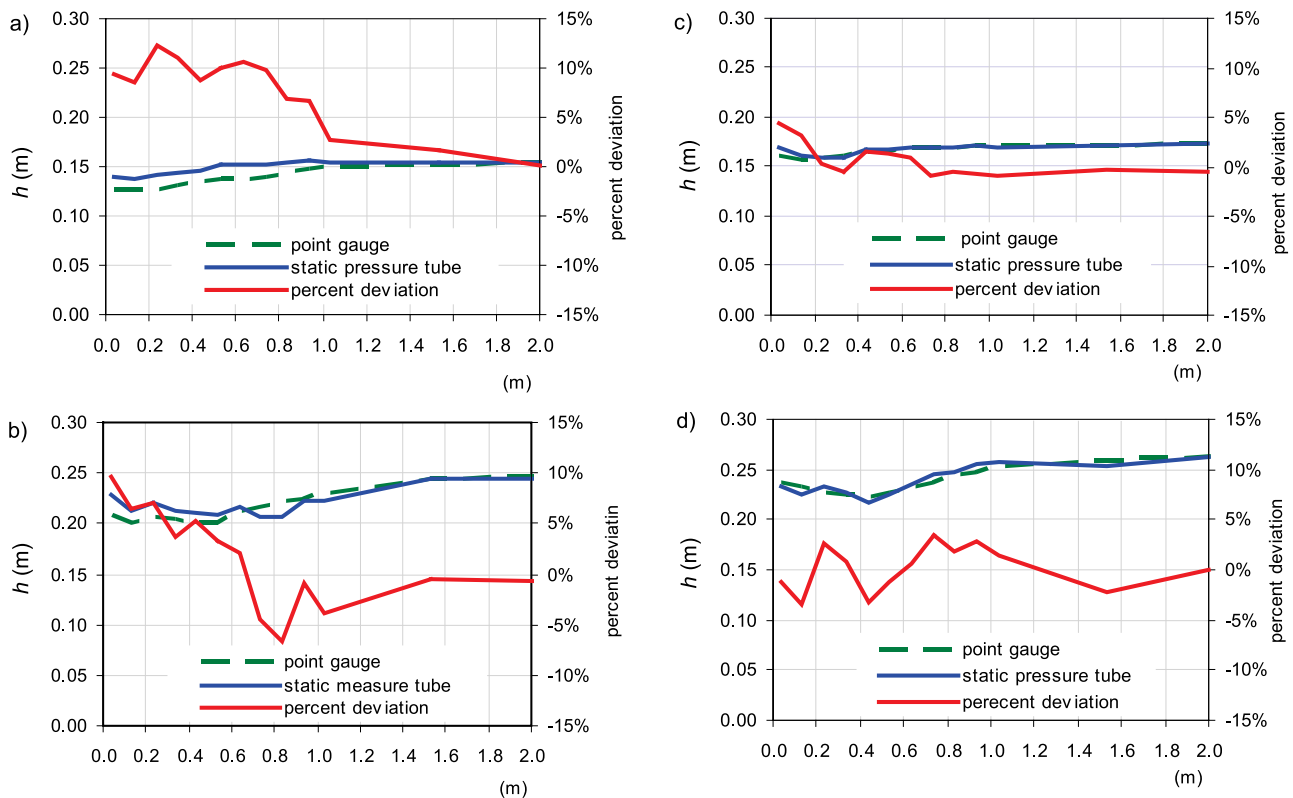 a)
0.30
0.25
0.20
0.15
0.10
0.05
0.00
h (m)
15%
10%
5%
0%
-5%
-10%
-15%
percent deviation
point gauge
static pressure tube
percent deviation
0.0 0.2 0.4 0.6 0.8 1.0 1.2 1.4 1.6 1.8 2.0
(m)
c)
0.30
0.25
0.20
0.15
0.10
0.05
0.00
h (m)
15%
10%
5%
0%
-5%
-10%
-15%
percent deviation
point gauge
static pressure tube
percent deviation
0.0 0.2 0.4 0.6 0.8 1.0 1.2 1.4 1.6 1.8 2.0
(m)
b)
0.30
0.25
0.20
0.15
0.10
0.05
0.00
h (m)
15%
10%
5%
0%
-5%
-10%
-15%
percent deviatin
point gauge
static measure tube
percent deviation
0.0 0.2 0.4 0.6 0.8 1.0 1.2 1.4 1.6 1.8 2.0
(m)
d)
0.30
0.25
0.20
0.15
0.10
0.05
0.00
h (m)
15%
10%
5%
0%
-5%
-10%
-15%
percent deviation
point gauge
static pressure tube
perecent deviation
0.0 0.2 0.4 0.6 0.8 1.0 1.2 1.4 1.6 1.8 2.0
(m)